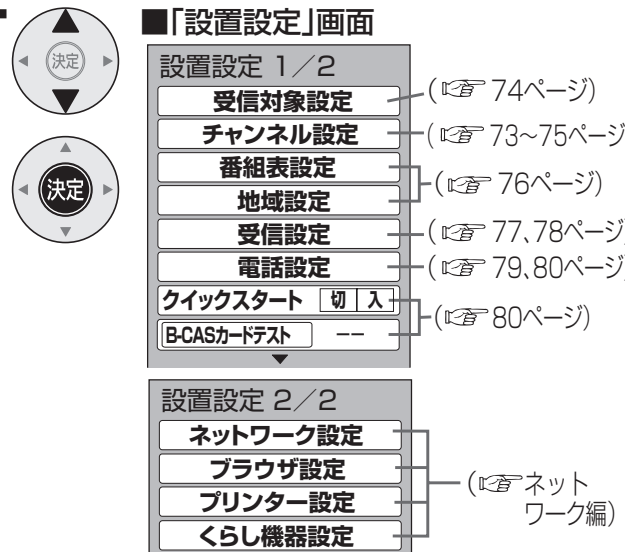 決定
決定
■「設置設定」画面
設置設定 1/2
受信対象設定
(☞ 74ページ)
チャンネル設定
(☞ 73~75ページ
番組表設定
地域設定
(☞ 76ページ)
受信設定
(☞ 77、78ページ)
電話設定
(☞ 79、80ページ)
クイックスタート 切 入
B-CASカードテスト --
(☞ 80ページ)
設置設定 2/2
ネットワーク設定
ブラウザ設定
プリンター設定
くらし機器設定
(☞ ネット
ワーク編)